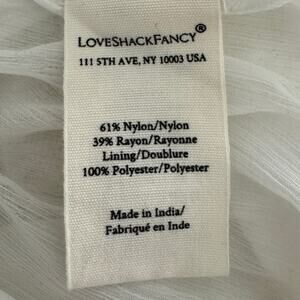 LOVESHACKFANCY®
111 5TH AVE, NY 10003 USA
61% Nylon/Nylon
39% Rayon/Rayonne
Lining/Doublure
100% Polyester/Polyester
Made in India/
Fabriqué en Inde